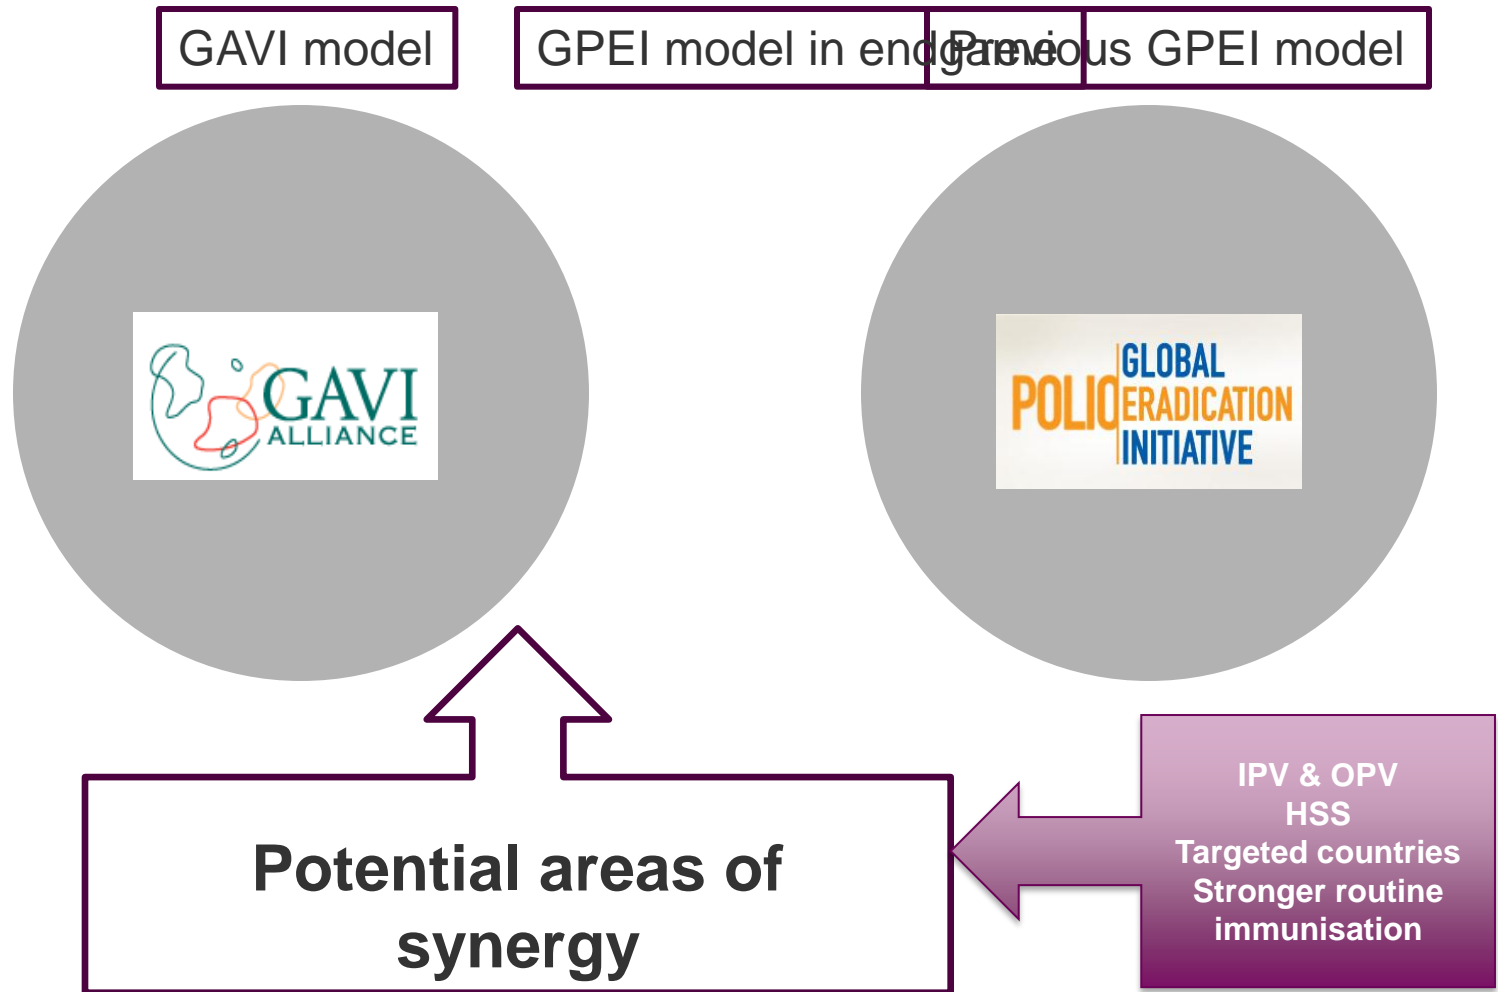 GAVI model
GPEI model in endgame
Previous GPEI model
GAVI
ALLIANCE
POLIO
GLOBAL
ERADICATION
INITIATIVE
Potential areas of
synergy
IPV & OPV
HSS
Targeted countries
Stronger routine
immunisation